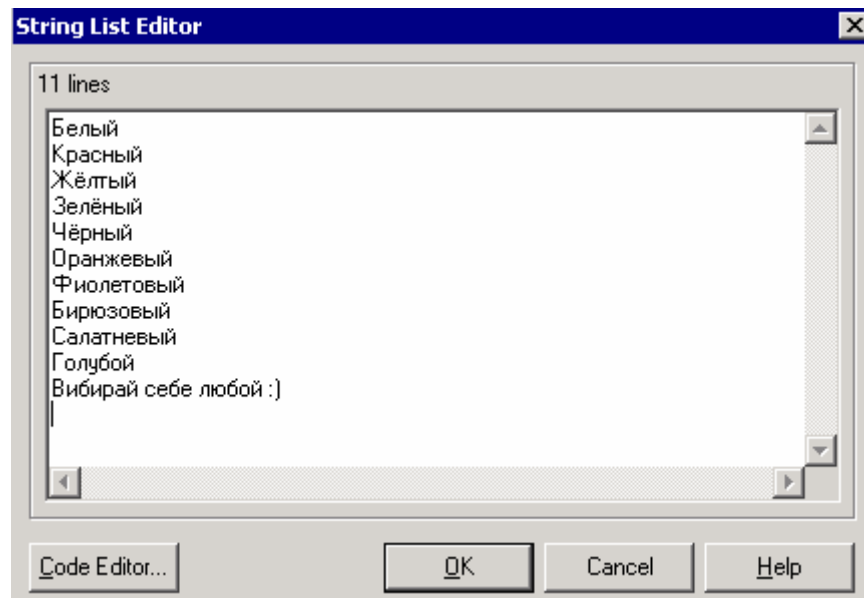 String List Editor
11 lines
Белый
Красный
Жёлтый
Зелёный
Чёрный
Оранжевый
Фиолетовый
Бирюзовый
Салатневый
Голубой
Вибирай себе любой :)
Code Editor... OK Cancel Help